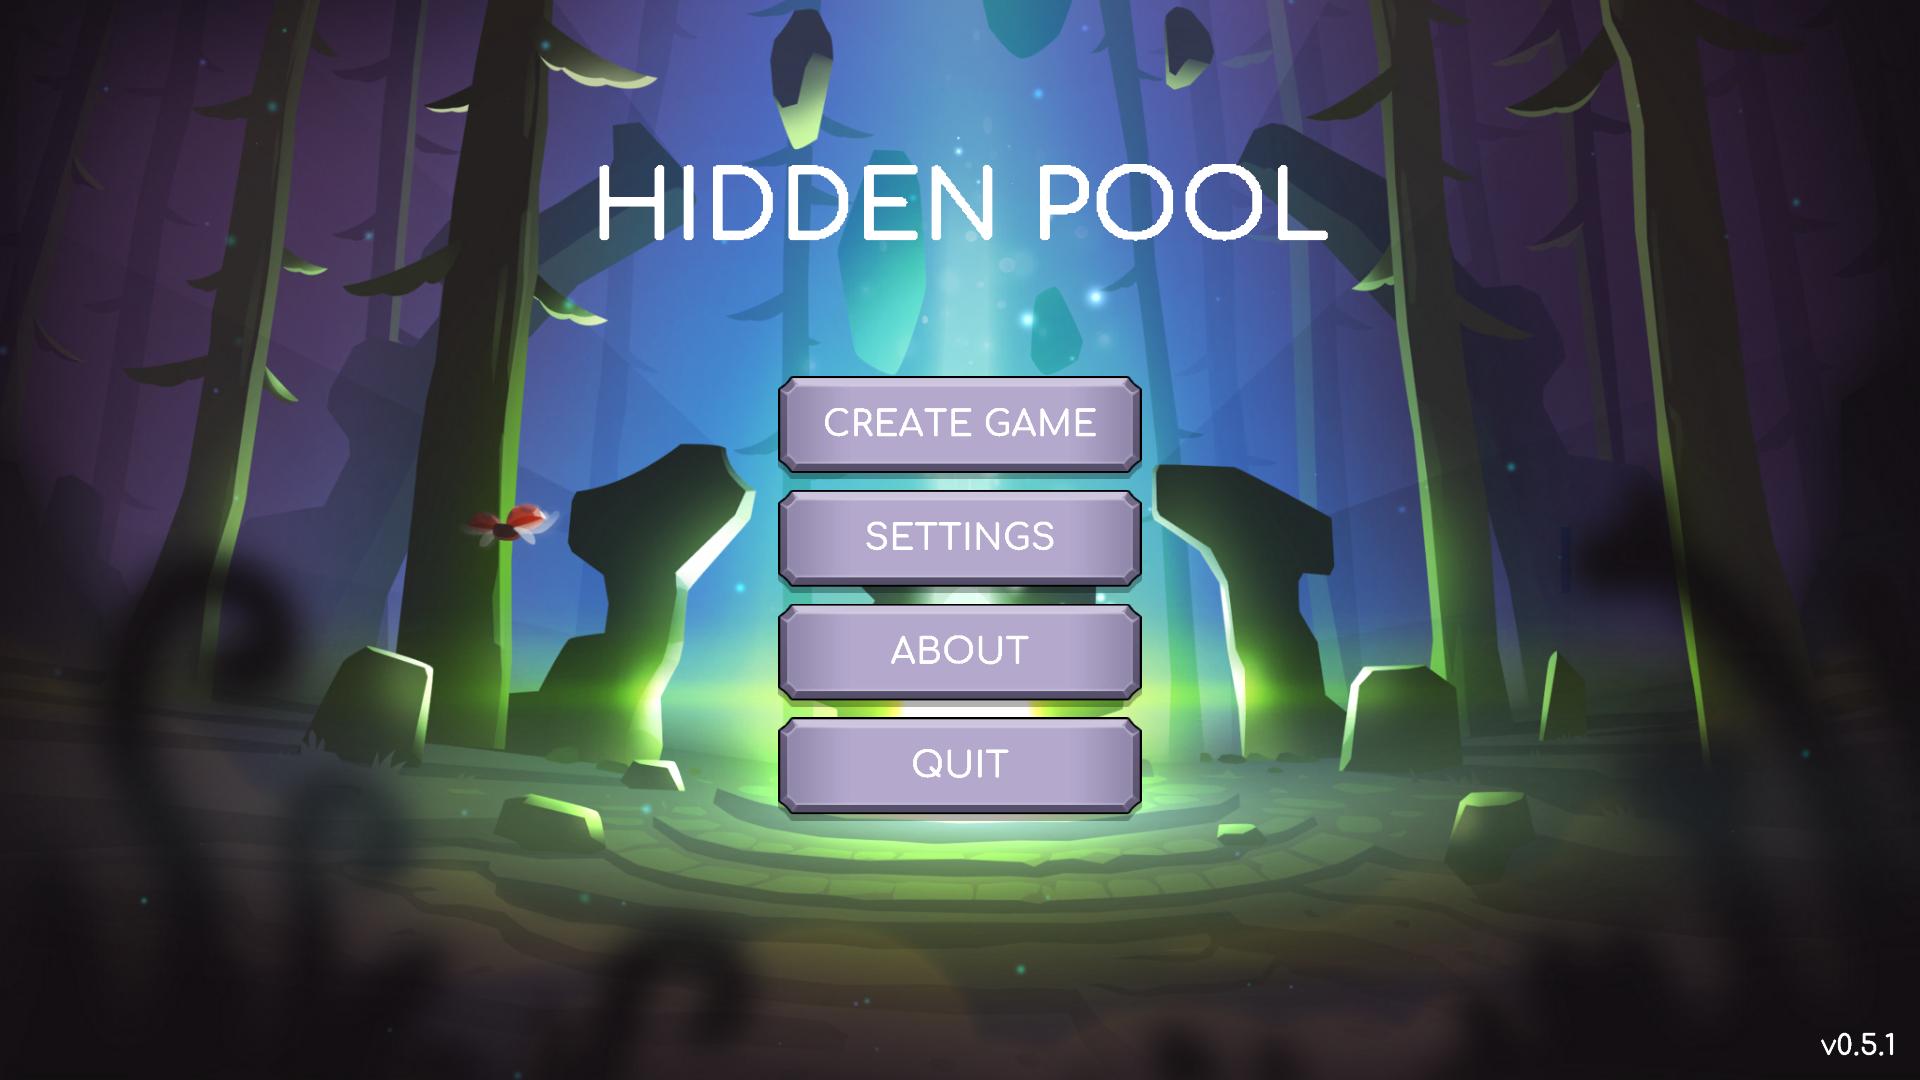 HIDDEN POOL
CREATE GAME
SETTINGS
ABOUT
QUIT
v0.5.1